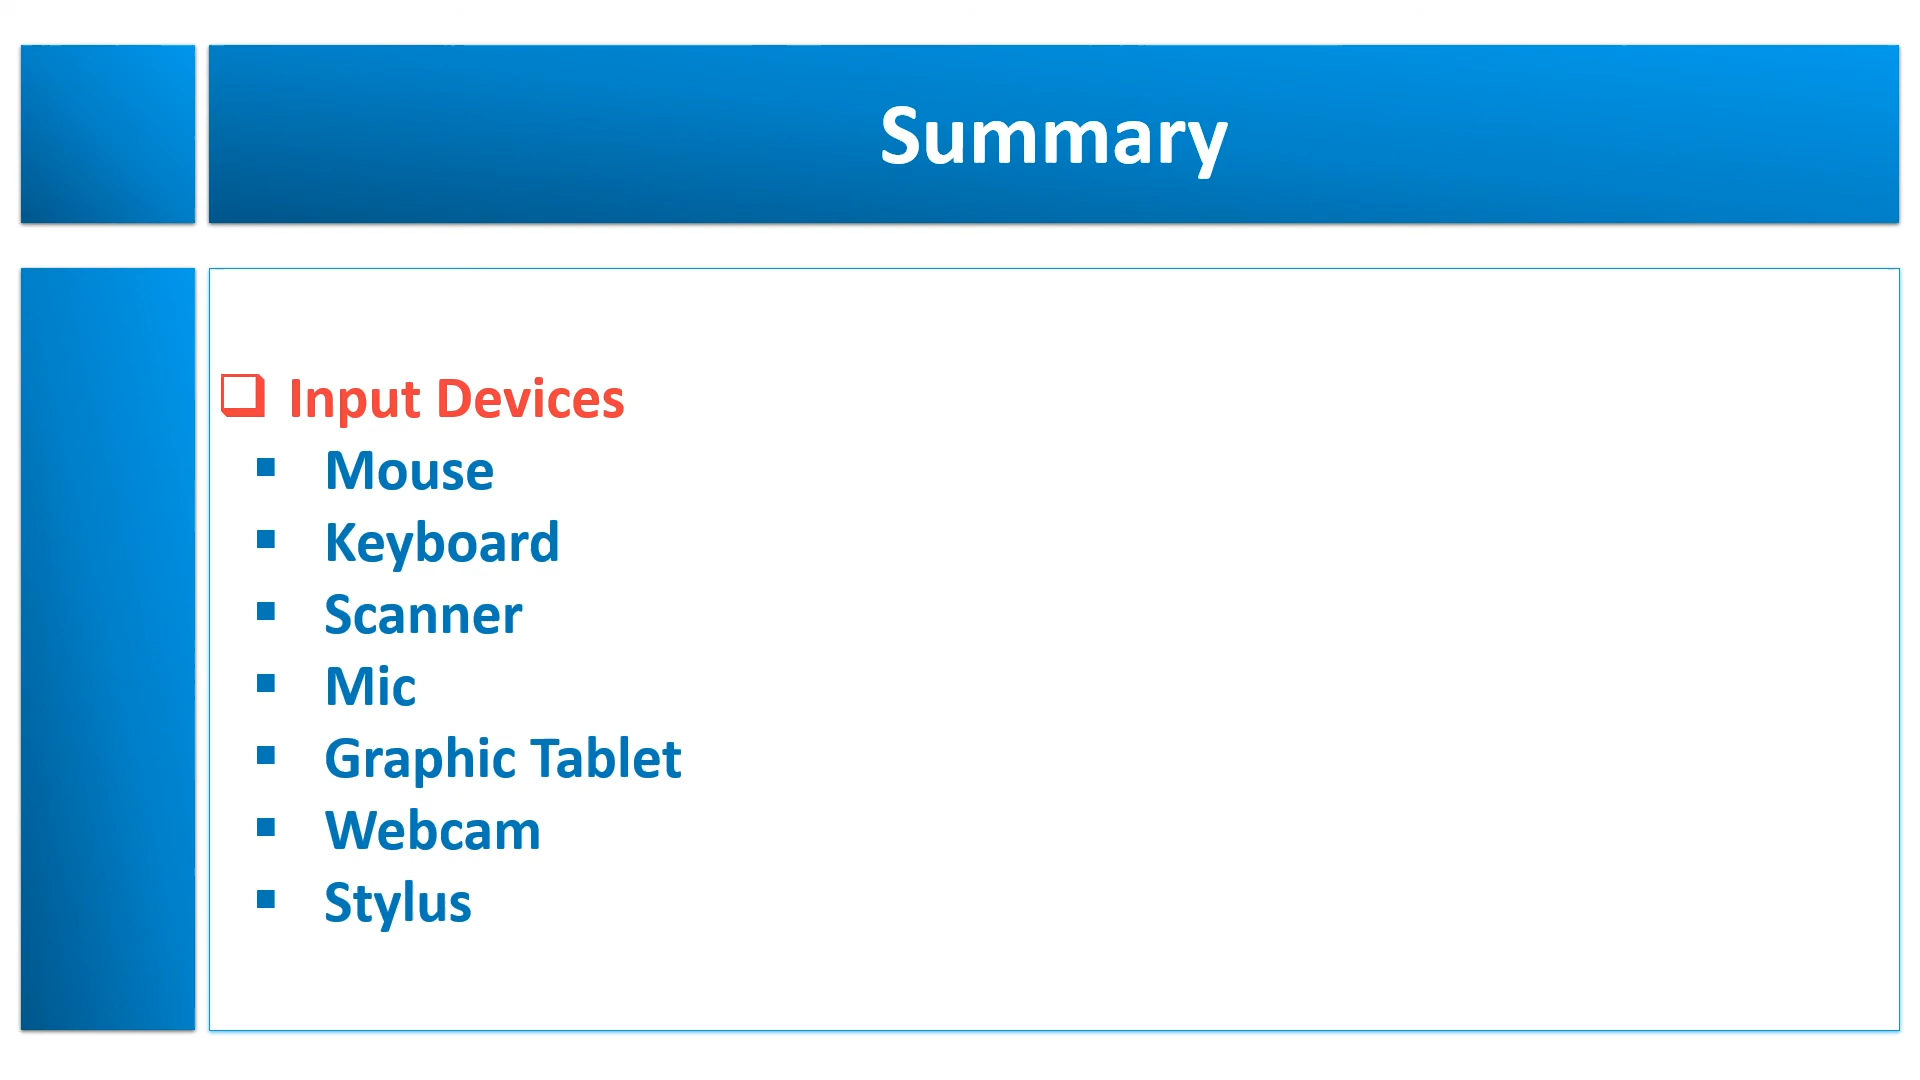 Summary
❑ Input Devices
▪ Mouse
▪ Keyboard
▪ Scanner
▪ Mic
▪ Graphic Tablet
▪ Webcam
▪ Stylus